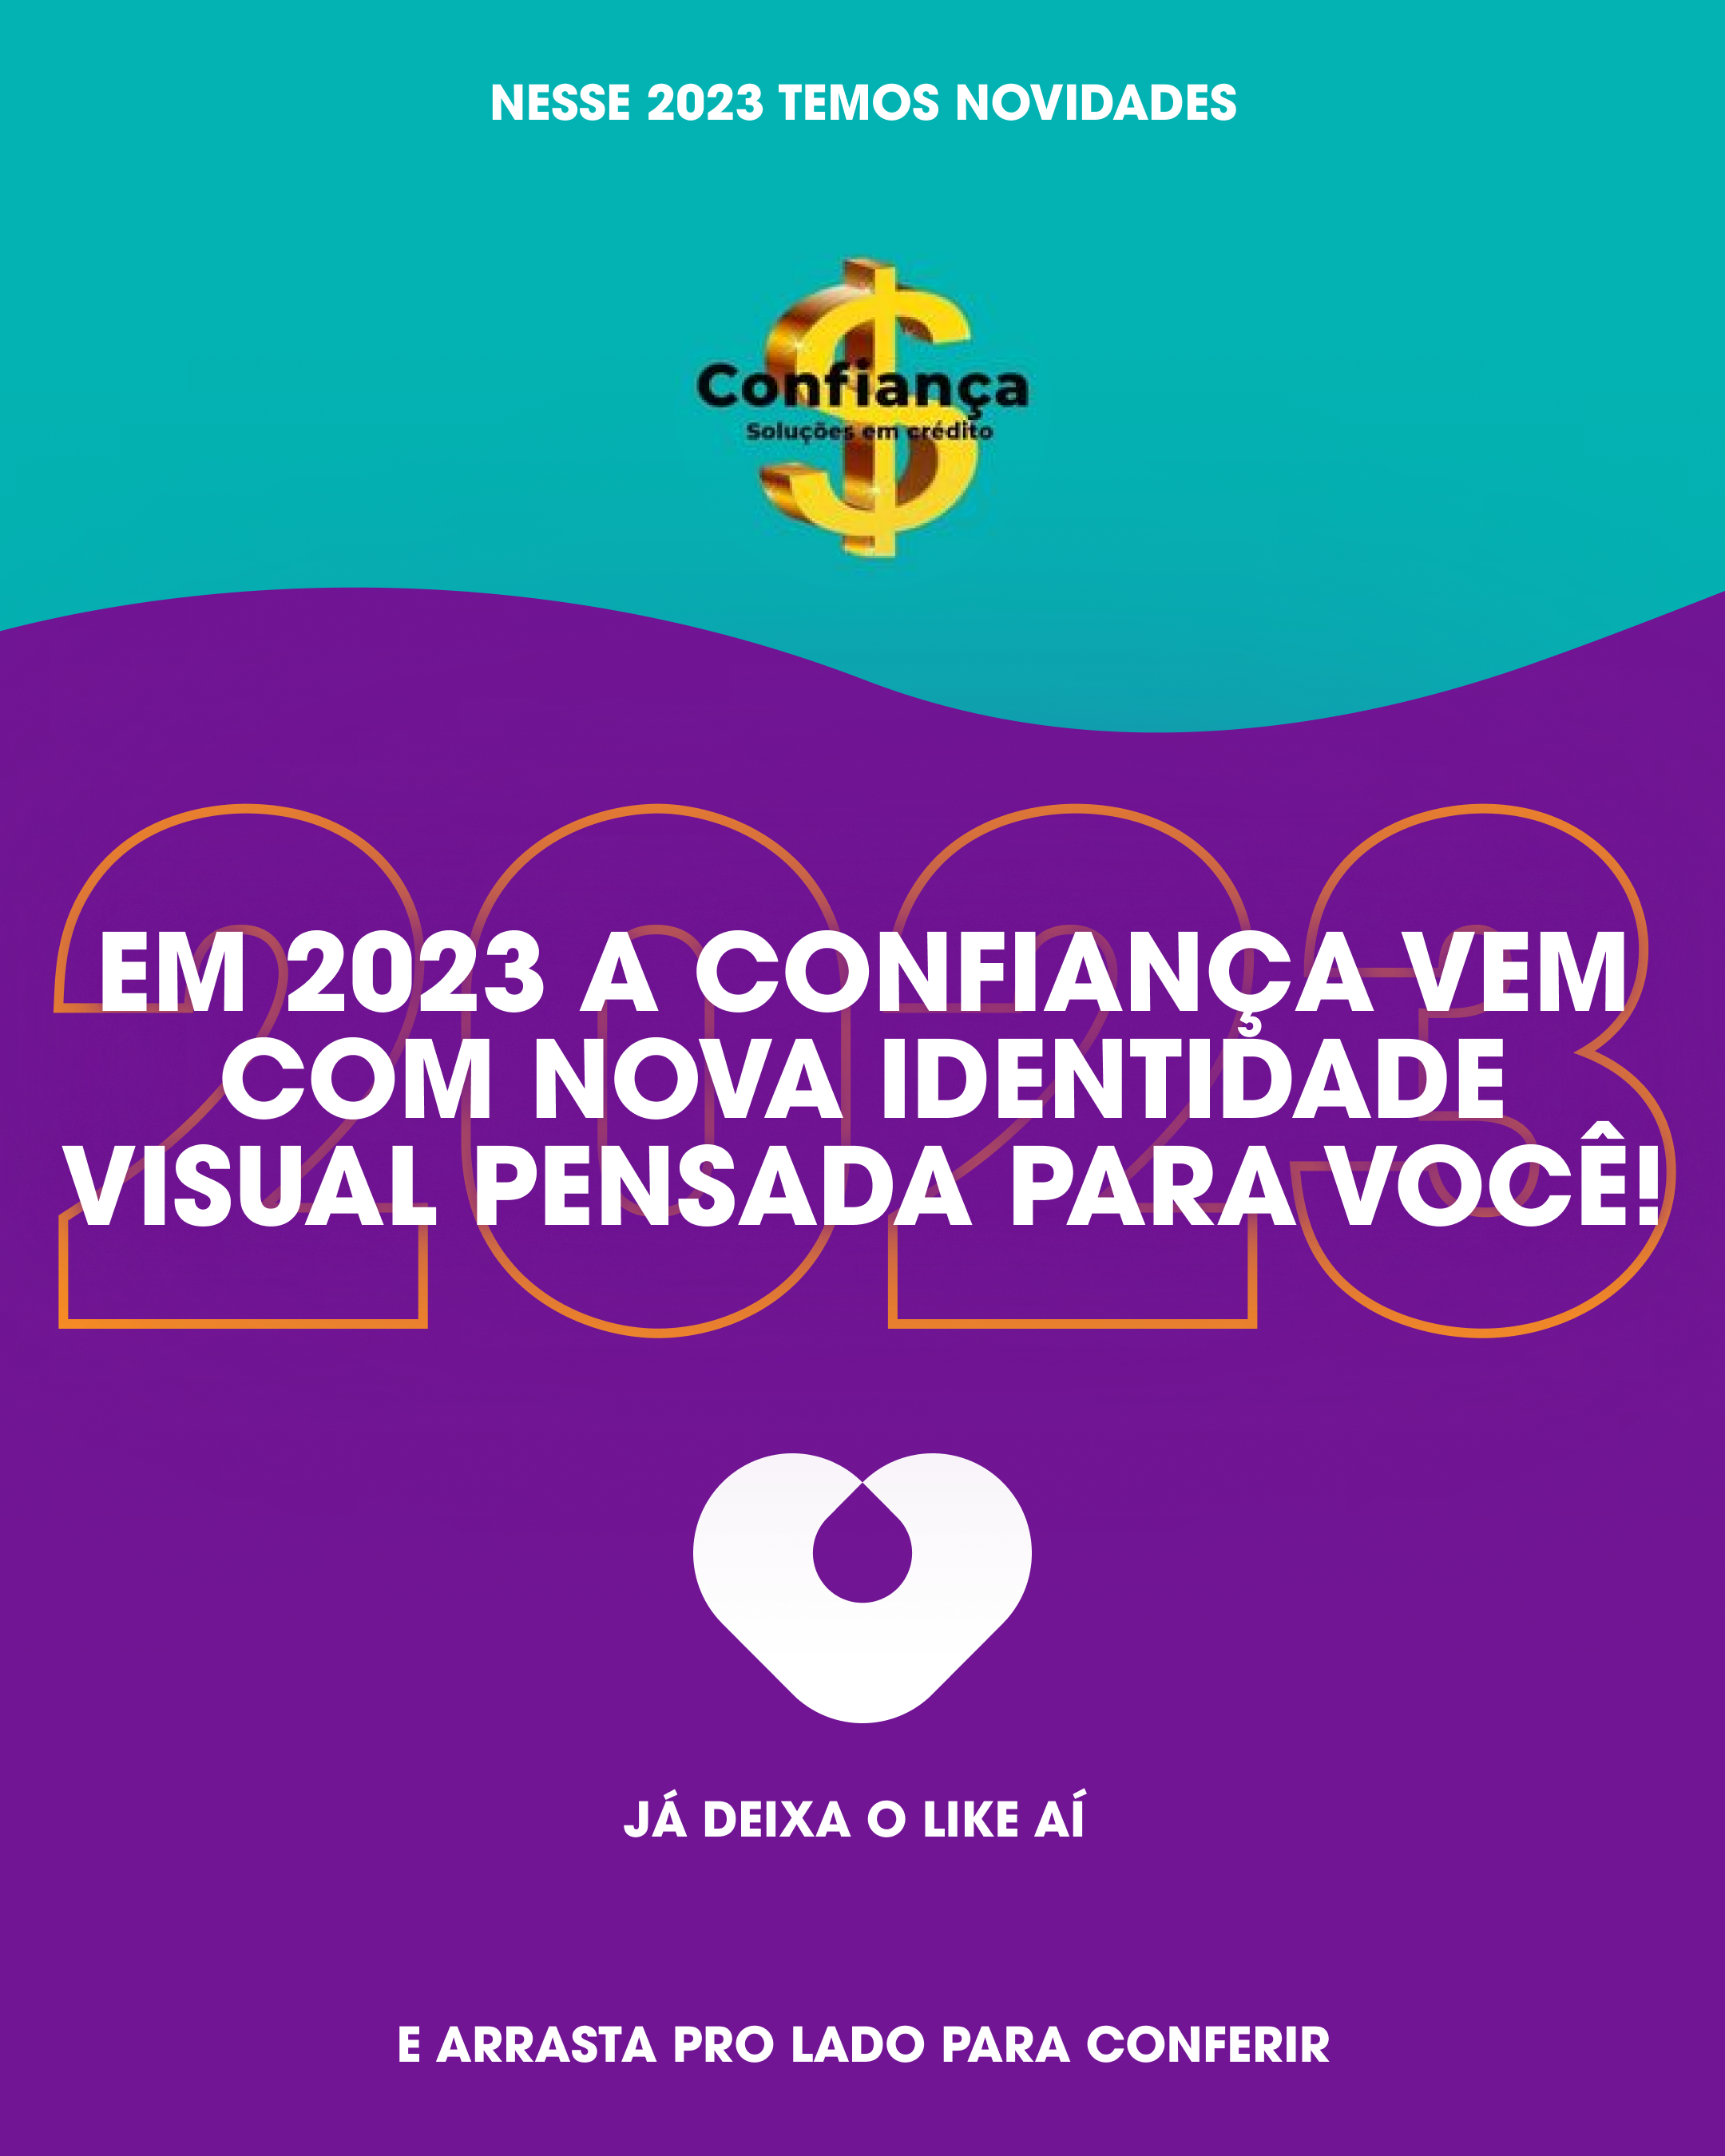 NESSE 2023 TEMOS NOVIDADES
Confiança
Soluções em crédito
2023
EM 2023 A CONFIANÇA VEM
COM NOVA IDENTIDADE
VISUAL PENSADA PARA VOCÊ!
JÁ DEIXA O LIKE AÍ
E ARRASTA PRO LADO PARA CONFERIR